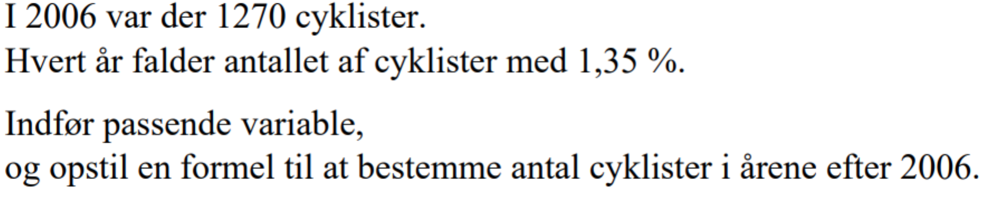 I 2006 var der 1270 cyklister.
Hvert år falder antallet af cyklister med 1,35 %.
Indfør passende variable,
og opstil en formel til at bestemme antal cyklister i årene efter 2006.